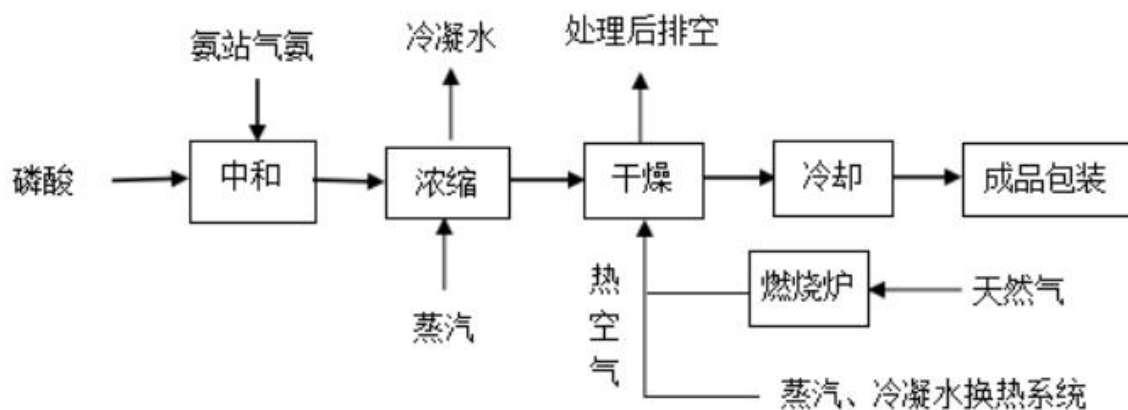 氨站气氨
冷凝水
处理后排空
磷酸
中和
浓缩
干燥
冷却
成品包装
蒸汽
热空气
燃烧炉
天然气
蒸汽、冷凝水换热系统